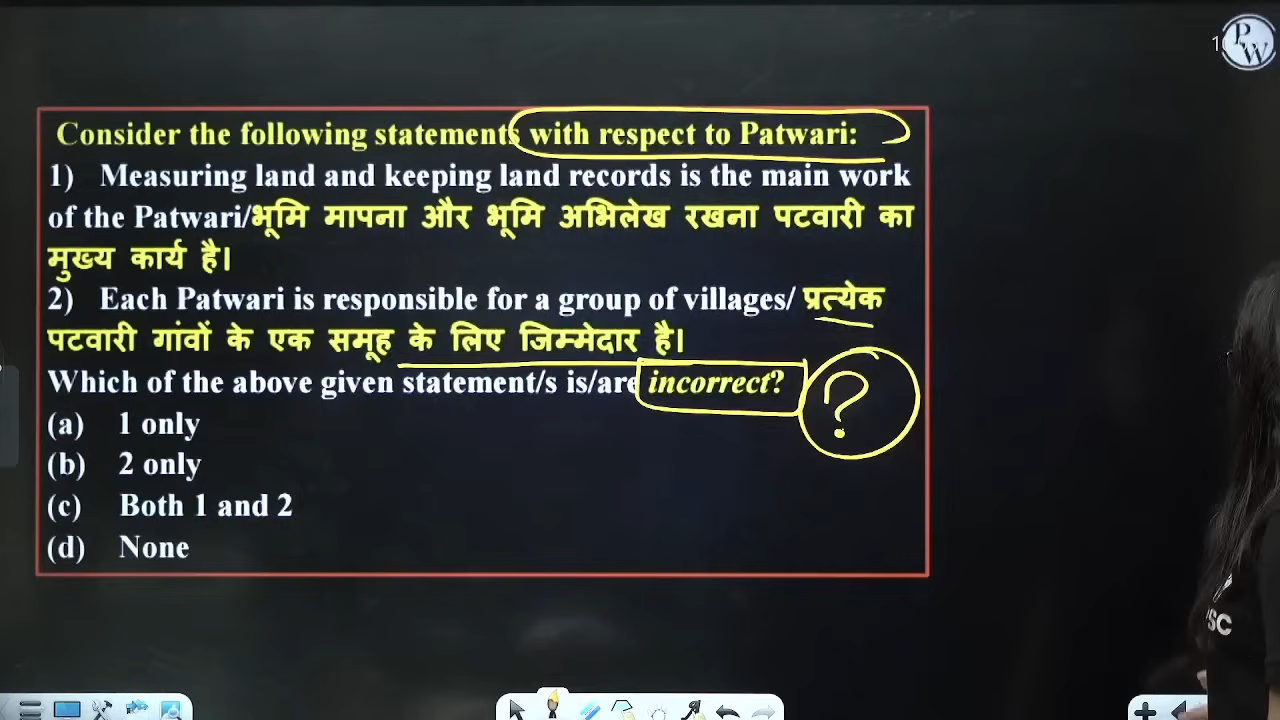 PW
Consider the following statements with respect to Patwari:
1) Measuring land and keeping land records is the main work
of the Patwari/भूमि मापना और भूमि अभिलेख रखना पटवारी का
मुख्य कार्य है।
2) Each Patwari is responsible for a group of villages/ प्रत्येक
पटवारी गांवों के एक समूह के लिए जिम्मेदार है।
Which of the above given statement/s is/are incorrect?
?
(a) 1 only
(b) 2 only
(c) Both 1 and 2
(d) None
SC